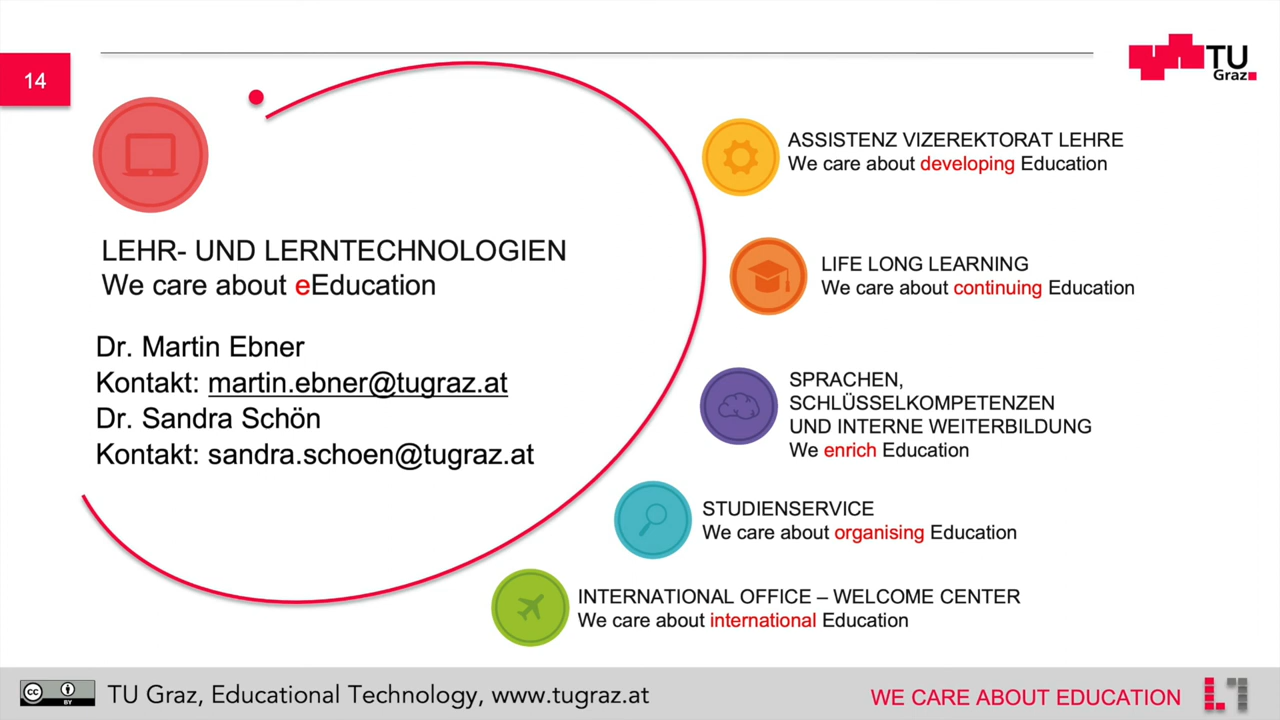 14
TU
Graz
LEHR- UND LERNTECHNOLOGIEN
We care about eEducation
Dr. Martin Ebner
Kontakt: martin.ebner@tugraz.at
Dr. Sandra Schön
Kontakt: sandra.schoen@tugraz.at
ASSISTENZ VIZEREKTORAT LEHRE
We care about developing Education
LIFE LONG LEARNING
We care about continuing Education
SPRACHEN,
SCHLÜSSELKOMPETENZEN
UND INTERNE WEITERBILDUNG
We enrich Education
STUDIENSERVICE
We care about organising Education
INTERNATIONAL OFFICE – WELCOME CENTER
We care about international Education
cc BY
TU Graz, Educational Technology, www.tugraz.at
WE CARE ABOUT EDUCATION